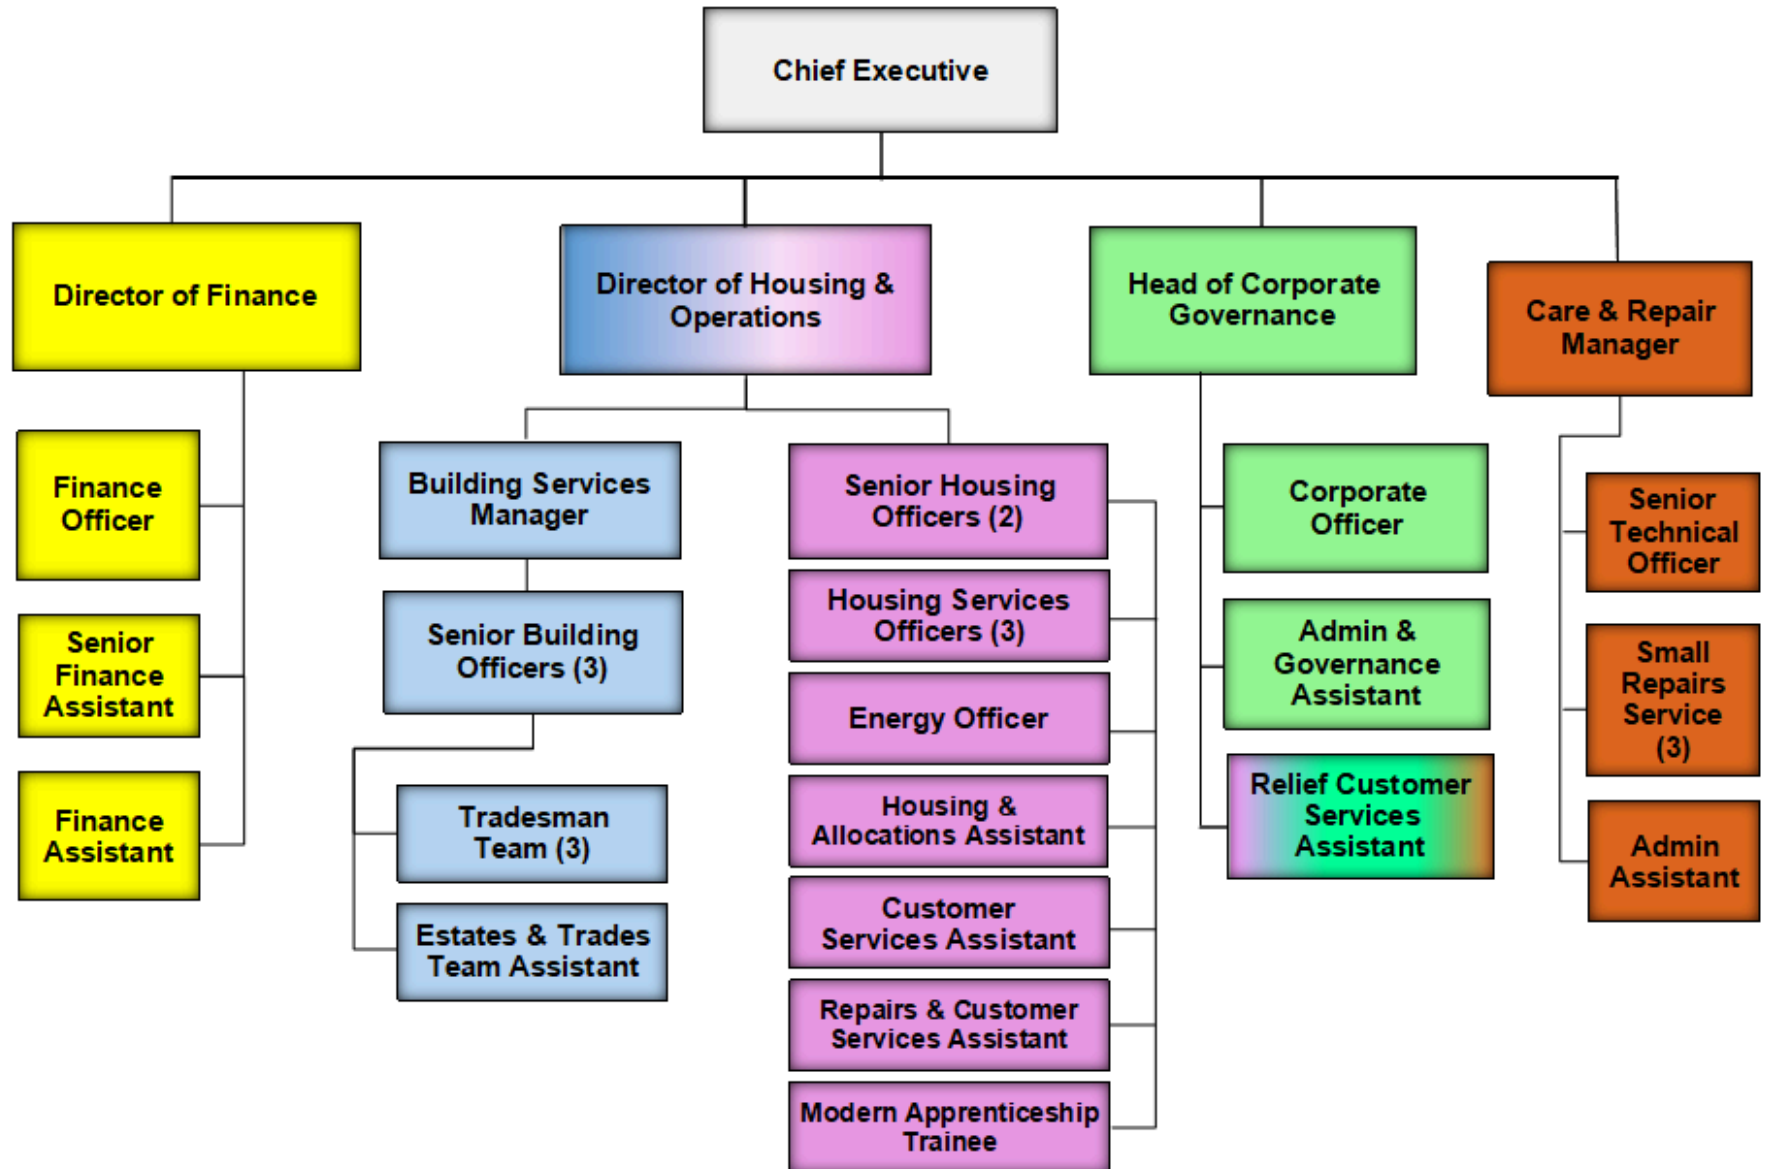 Chief Executive
Director of Finance
Director of Housing &
Operations
Head of Corporate
Governance
Care & Repair
Manager
Finance
Officer
Senior
Finance
Assistant
Finance
Assistant
Building Services
Manager
Senior Building
Officers (3)
Tradesman
Team (3)
Estates & Trades
Team Assistant
Senior Housing
Officers (2)
Housing Services
Officers (3)
Energy Officer
Housing &
Allocations Assistant
Customer
Services Assistant
Repairs & Customer
Services Assistant
Modern Apprenticeship
Trainee
Corporate
Officer
Admin &
Governance
Assistant
Relief Customer
Services
Assistant
Senior
Technical
Officer
Small
Repairs
Service
(3)
Admin
Assistant